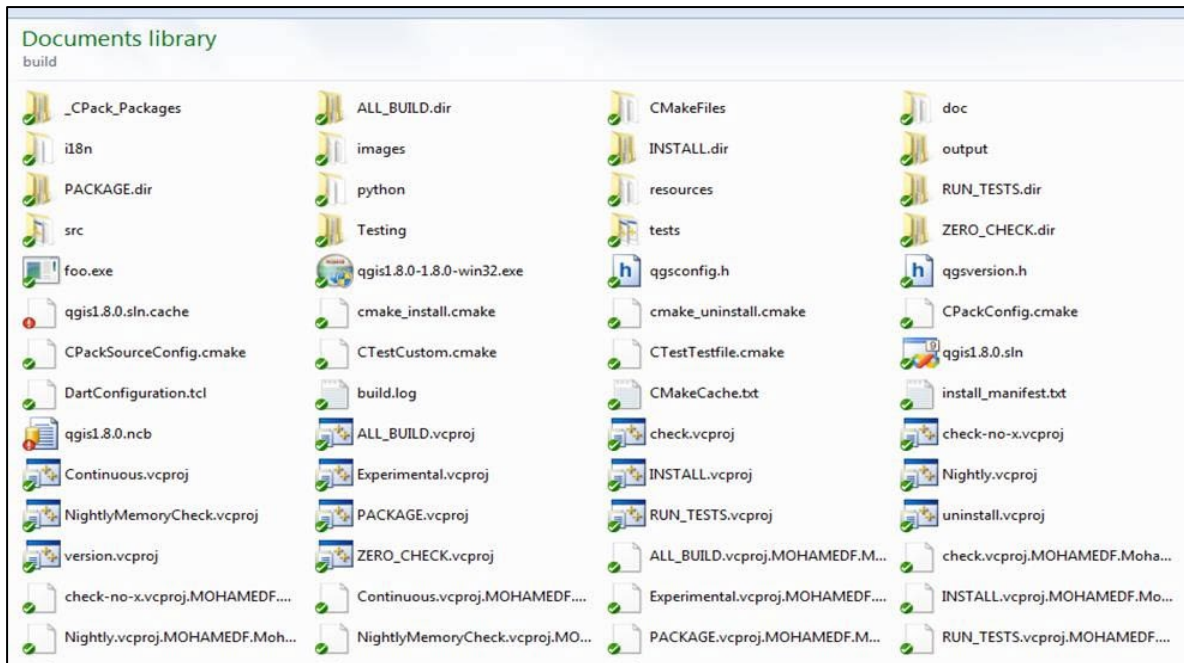 Documents library
build
_CPack_Packages ALL_BUILD.dir CMakeFiles doc
i18n images INSTALL.dir output
PACKAGE.dir python resources RUN_TESTS.dir
src Testing tests ZERO_CHECK.dir
foo.exe qgis1.8.0-1.8.0-win32.exe qgsconfig.h qgsversion.h
qgis1.8.0.sln.cache cmake_install.cmake cmake_uninstall.cmake CPackConfig.cmake
CPackSourceConfig.cmake CTestCustom.cmake CTestTestfile.cmake qgis1.8.0.sln
DartConfiguration.tcl build.log CMakeCache.txt install_manifest.txt
qgis1.8.0.ncb ALL_BUILD.vcproj check.vcproj check-no-x.vcproj
Continuous.vcproj Experimental.vcproj INSTALL.vcproj Nightly.vcproj
NightlyMemoryCheck.vcproj PACKAGE.vcproj RUN_TESTS.vcproj uninstall.vcproj
version.vcproj ZERO_CHECK.vcproj ALL_BUILD.vcproj.MOHAMEDF.M... check.vcproj.MOHAMEDF.Moha...
check-no-x.vcproj.MOHAMEDF.... Continuous.vcproj.MOHAMEDF.... Experimental.vcproj.MOHAMEDF.... INSTALL.vcproj.MOHAMEDF.Mo...
Nightly.vcproj.MOHAMEDF.Moh... NightlyMemoryCheck.vcproj.MO... PACKAGE.vcproj.MOHAMEDF.M... RUN_TESTS.vcproj.MOHAMEDF....